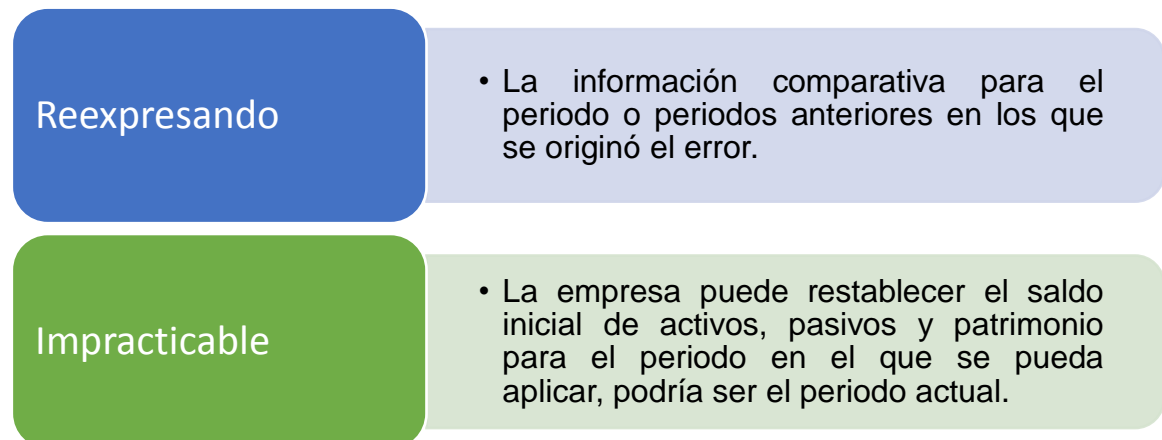 Reexpresando
• La información comparativa para el
periodo o periodos anteriores en los que
se originó el error.
Impracticable
• La empresa puede restablecer el saldo
inicial de activos, pasivos y patrimonio
para el periodo en el que se pueda
aplicar, podría ser el periodo actual.